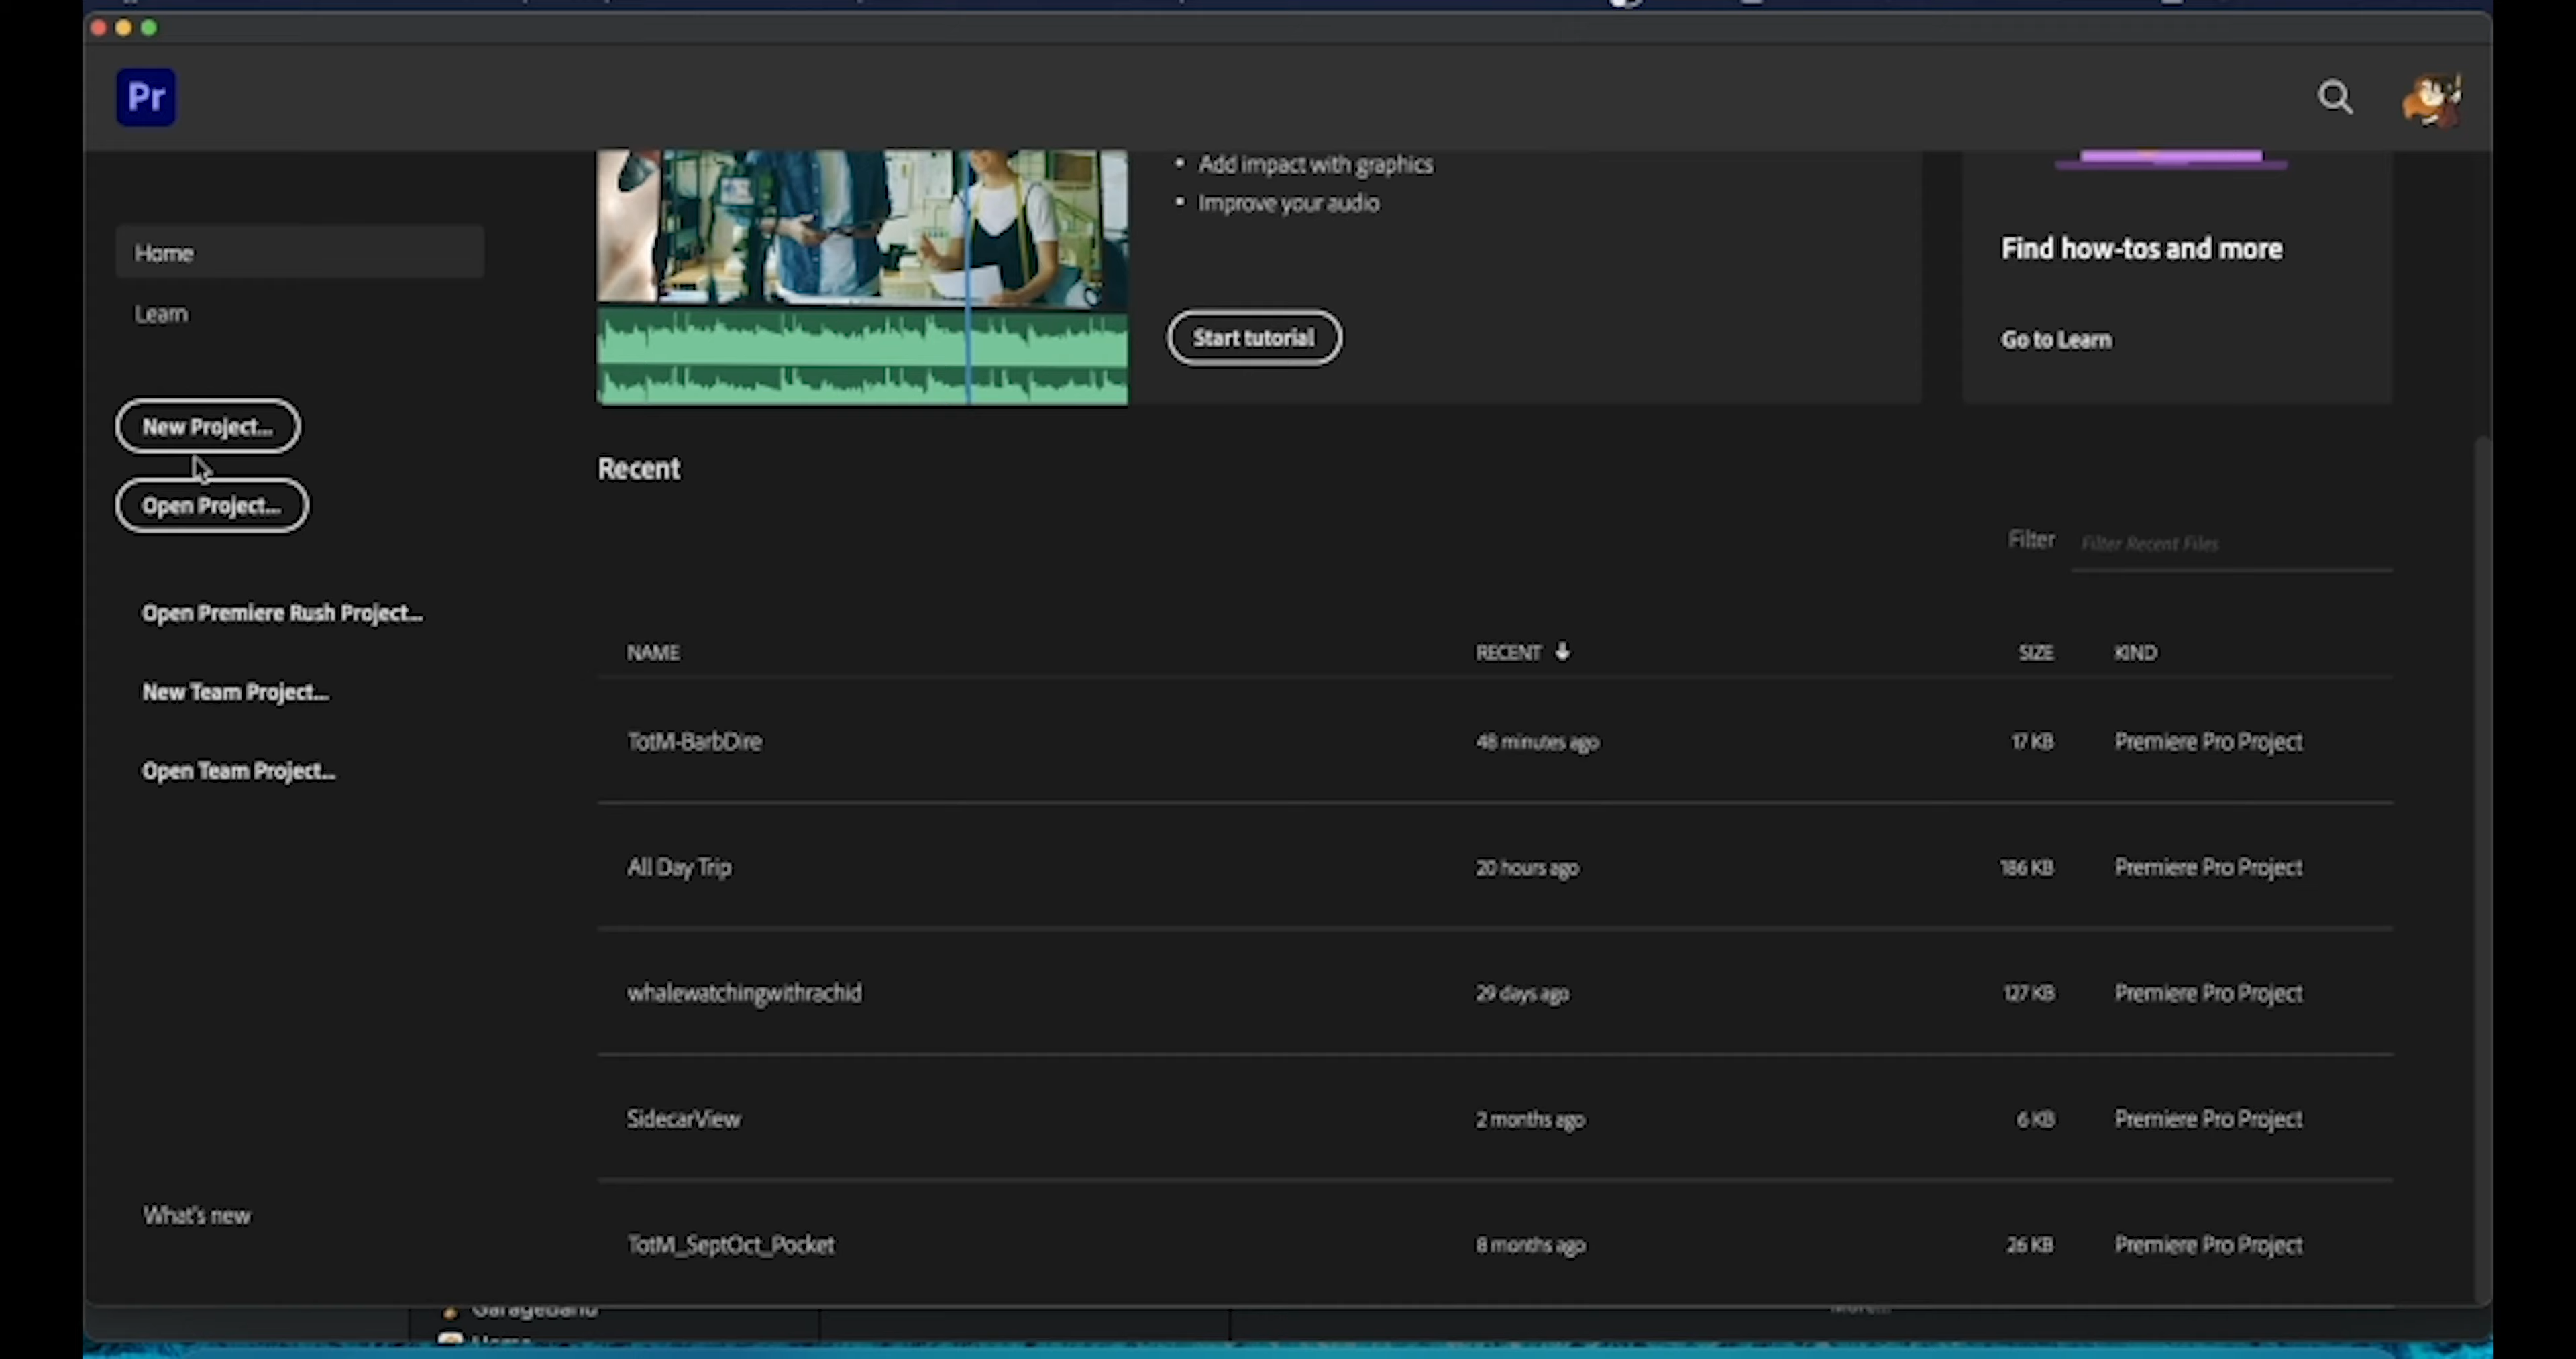 Pr
Home
Learn
New Project...
Open Project...
Open Premiere Rush Project...
New Team Project...
Open Team Project...
What's new
• Add impact with graphics
• Improve your audio
Start tutorial
Find how-tos and more
Go to Learn
Recent
Filter Filter Recent Files
NAME RECENT SIZE KIND
TotM-BarbDire 48 minutes ago 17 KB Premiere Pro Project
All Day Trip 20 hours ago 186 KB Premiere Pro Project
whalewatchingwithrachid 29 days ago 127 KB Premiere Pro Project
SidecarView 2 months ago 6 KB Premiere Pro Project
TotM_SeptOct_Pocket 8 months ago 26 KB Premiere Pro Project
GarageBand